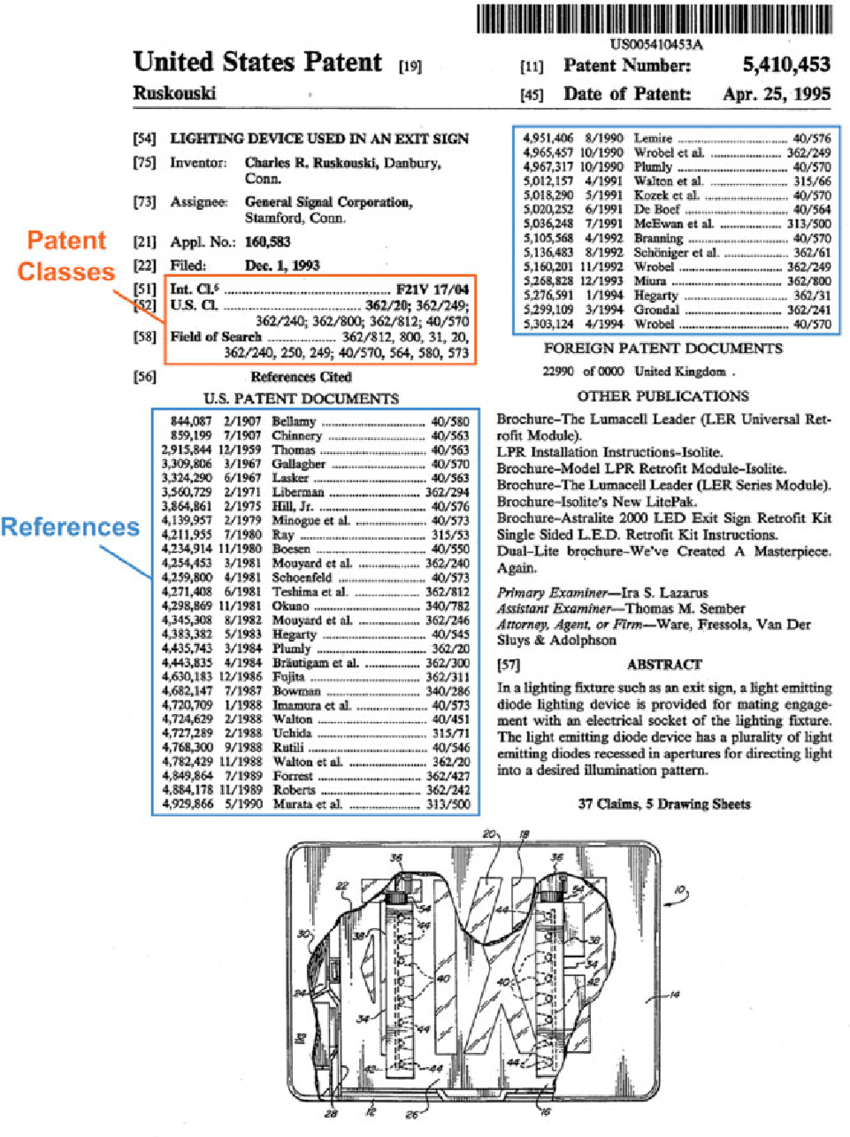 US005410453A
United States Patent [19]
Ruskouski
[11] Patent Number: 5,410,453
[45] Date of Patent: Apr. 25, 1995
[54] LIGHTING DEVICE USED IN AN EXIT SIGN
[75] Inventor: Charles R. Ruskouski, Danbury,
Conn.
[73] Assignee: General Signal Corporation,
Stamford, Conn.
[21] Appl. No.: 160,583
[22] Filed: Dec. 1, 1993
Patent
Classes
[51] Int. Cl.⁶ ............................................... F21V 17/04
[52] U.S. Cl. ....................................... 362/20; 362/249;
362/240; 362/800; 362/812; 40/570
[58] Field of Search ................ 362/812, 800, 31, 20,
362/240, 250, 249; 40/570, 564, 580, 573
[56] References Cited
U.S. PATENT DOCUMENTS
References
844,087 2/1907 Bellamy ............................ 40/580
859,199 7/1907 Chinnery ............................ 40/563
2,915,844 12/1959 Thomas ............................ 40/563
3,309,806 3/1967 Gallagher ............................ 40/570
3,324,290 6/1967 Lasker ............................ 40/563
3,560,729 2/1971 Liberman ............................ 362/294
3,864,861 2/1975 Hill, Jr. ............................ 40/576
4,139,957 2/1979 Minogue et al. ............................ 40/573
4,211,955 7/1980 Ray ............................ 315/53
4,234,914 11/1980 Boesen ............................ 40/550
4,254,453 3/1981 Mouyard et al. ............................ 362/240
4,259,800 4/1981 Schoenfeld ............................ 40/573
4,271,408 6/1981 Teshima et al. ............................ 362/812
4,298,869 11/1981 Okuno ............................ 340/782
4,345,308 8/1982 Mouyard et al. ............................ 362/246
4,383,382 5/1983 Hegarty ............................ 40/545
4,435,743 3/1984 Plumly ............................ 362/20
4,443,835 4/1984 Bräutigam et al. ............................ 362/300
4,630,183 12/1986 Fujita ............................ 362/311
4,682,147 7/1987 Bowman ............................ 340/286
4,720,709 1/1988 Imamura et al. ............................ 40/573
4,724,629 2/1988 Walton ............................ 40/451
4,727,289 2/1988 Uchida ............................ 315/71
4,768,300 9/1988 Rutili ............................ 40/546
4,782,429 11/1988 Walton et al. ............................ 362/20
4,849,864 7/1989 Forrest ............................ 362/427
4,884,178 11/1989 Roberts ............................ 362/242
4,929,866 5/1990 Murata et al. ............................ 313/500
4,951,406 8/1990 Lemire ............................ 40/576
4,965,457 10/1990 Wrobel et al. ............................ 362/249
4,967,317 10/1990 Plumly ............................ 40/570
5,012,157 4/1991 Walton et al. ............................ 315/66
5,018,290 5/1991 Kozek et al. ............................ 40/570
5,020,252 6/1991 De Boef ............................ 40/564
5,036,248 7/1991 McEwan et al. ............................ 313/500
5,105,568 4/1992 Branning ............................ 40/570
5,136,483 8/1992 Schöniger et al. ............................ 362/61
5,160,201 11/1992 Wrobel ............................ 362/249
5,268,828 12/1993 Miura ............................ 362/800
5,276,591 1/1994 Hegarty ............................ 362/31
5,299,109 3/1994 Grondal ............................ 362/241
5,303,124 4/1994 Wrobel ............................ 40/570
FOREIGN PATENT DOCUMENTS
22990 of 0000 United Kingdom .
OTHER PUBLICATIONS
Brochure–The Lumacell Leader (LER Universal Ret-
rofit Module).
LPR Installation Instructions–Isolite.
Brochure–Model LPR Retrofit Module–Isolite.
Brochure–The Lumacell Leader (LER Series Module).
Brochure–Isolite's New LitePak.
Brochure–Astralite 2000 LED Exit Sign Retrofit Kit
Single Sided L.E.D. Retrofit Kit Instructions.
Dual-Lite brochure–We've Created A Masterpiece.
Again.
Primary Examiner—Ira S. Lazarus
Assistant Examiner—Thomas M. Sember
Attorney, Agent, or Firm—Ware, Fressola, Van Der
Sluys & Adolphson
[57] ABSTRACT
In a lighting fixture such as an exit sign, a light emitting
diode lighting device is provided for mating engage-
ment with an electrical socket of the lighting fixture.
The light emitting diode device has a plurality of light
emitting diodes recessed in apertures for directing light
into a desired illumination pattern.
37 Claims, 5 Drawing Sheets
20 18
36 36
22 54 44 54 10
30 38 44 38
34
24 40 40 42 14
34 44
42 44 44
28 12 26 16